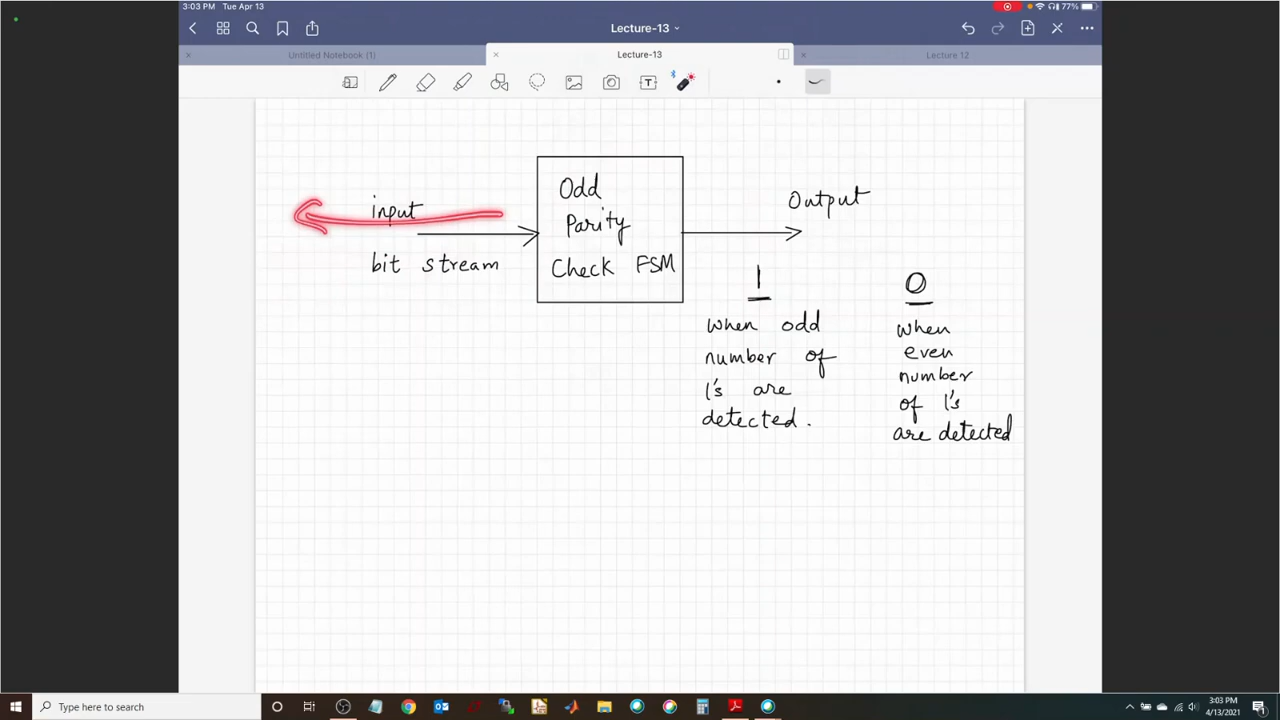 3:03 PM Tue Apr 13
77%
Lecture-13
Untitled Notebook (1)
Lecture-13
Lecture 12
T
input
bit stream
Odd
Parity
Check FSM
Output
1
when odd
number of
1's are
detected.
0
when
even
number
of 1's
are detected
Type here to search
3:03 PM
4/13/2021